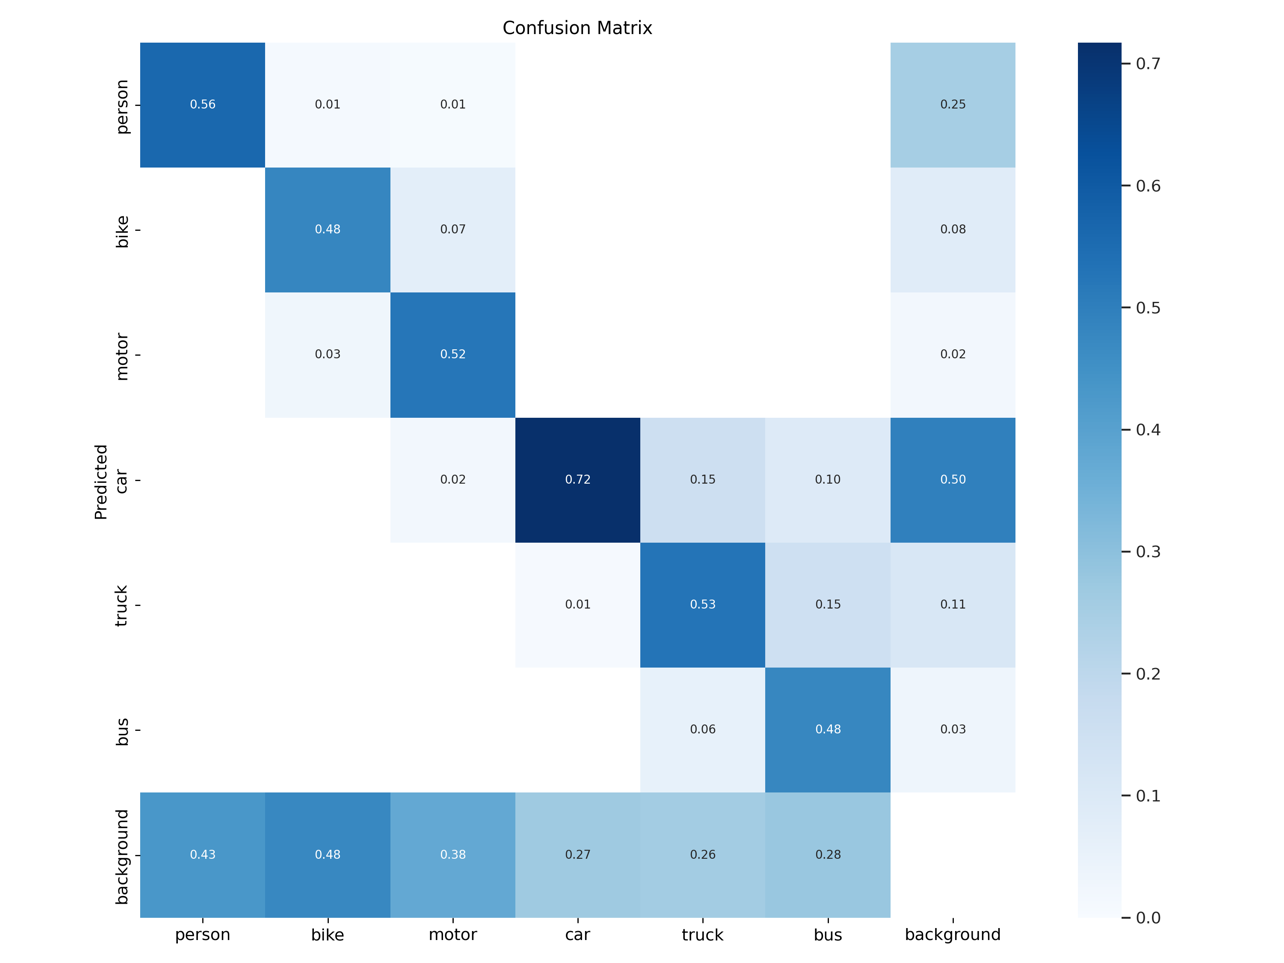 Confusion Matrix
person
0.56
0.01
0.01
0.25
0.7
0.6
bike
0.48
0.07
0.08
0.5
motor
0.03
0.52
0.02
0.4
Predicted
car
0.02
0.72
0.15
0.10
0.50
0.3
truck
0.01
0.53
0.15
0.11
0.2
bus
0.06
0.48
0.03
0.1
background
0.43
0.48
0.38
0.27
0.26
0.28
0.0
person
bike
motor
car
truck
bus
background